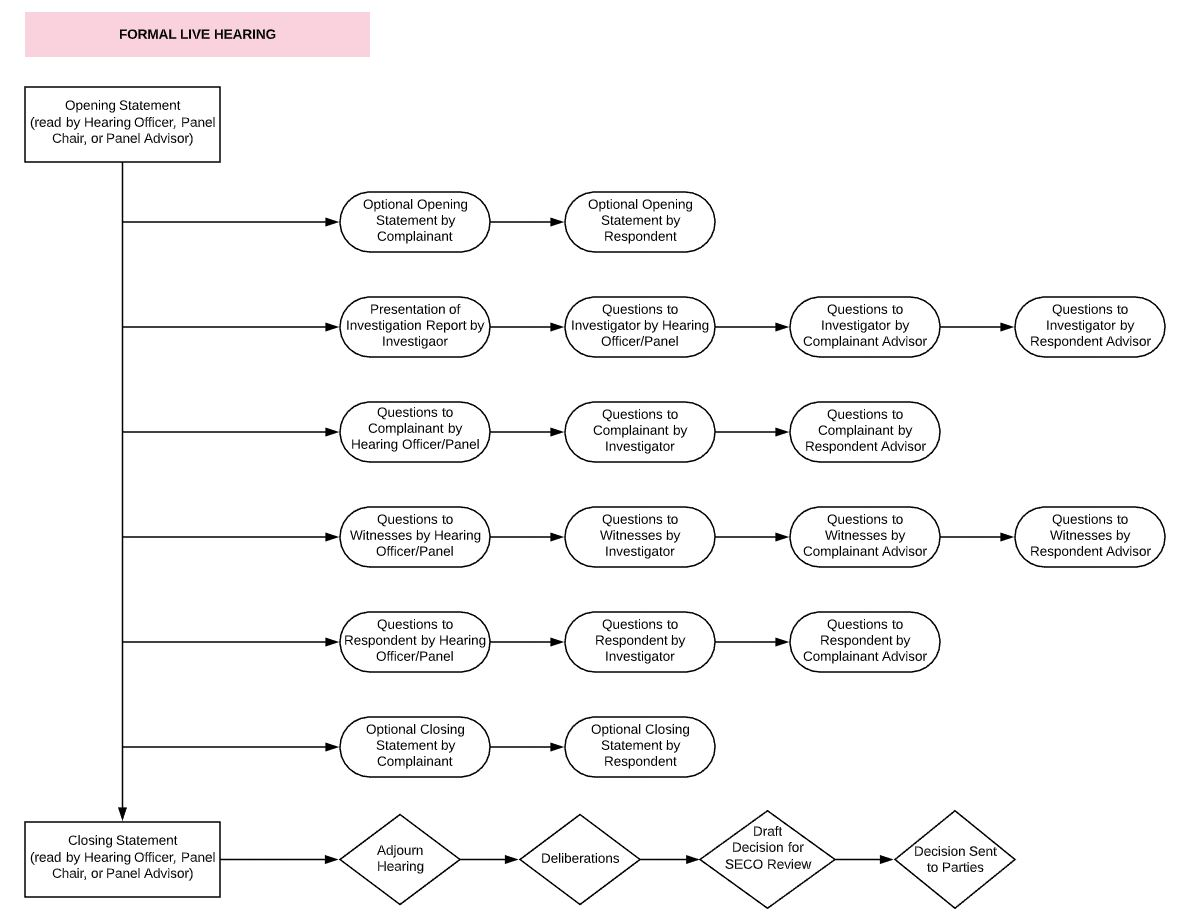 FORMAL LIVE HEARING
Opening Statement
(read by Hearing Officer, Panel
Chair, or Panel Advisor)
Optional Opening
Statement by
Complainant
Optional Opening
Statement by
Respondent
Presentation of
Investigation Report by
Investigaor
Questions to
Investigator by Hearing
Officer/Panel
Questions to
Investigator by
Complainant Advisor
Questions to
Investigator by
Respondent Advisor
Questions to
Complainant by
Hearing Officer/Panel
Questions to
Complainant by
Investigator
Questions to
Complainant by
Respondent Advisor
Questions to
Witnesses by Hearing
Officer/Panel
Questions to
Witnesses by
Investigator
Questions to
Witnesses by
Complainant Advisor
Questions to
Witnesses by
Respondent Advisor
Questions to
Respondent by Hearing
Officer/Panel
Questions to
Respondent by
Investigator
Questions to
Respondent by
Complainant Advisor
Optional Closing
Statement by
Complainant
Optional Closing
Statement by
Respondent
Closing Statement
(read by Hearing Officer, Panel
Chair, or Panel Advisor)
Adjourn
Hearing
Deliberations
Draft
Decision for
SECO Review
Decision Sent
to Parties